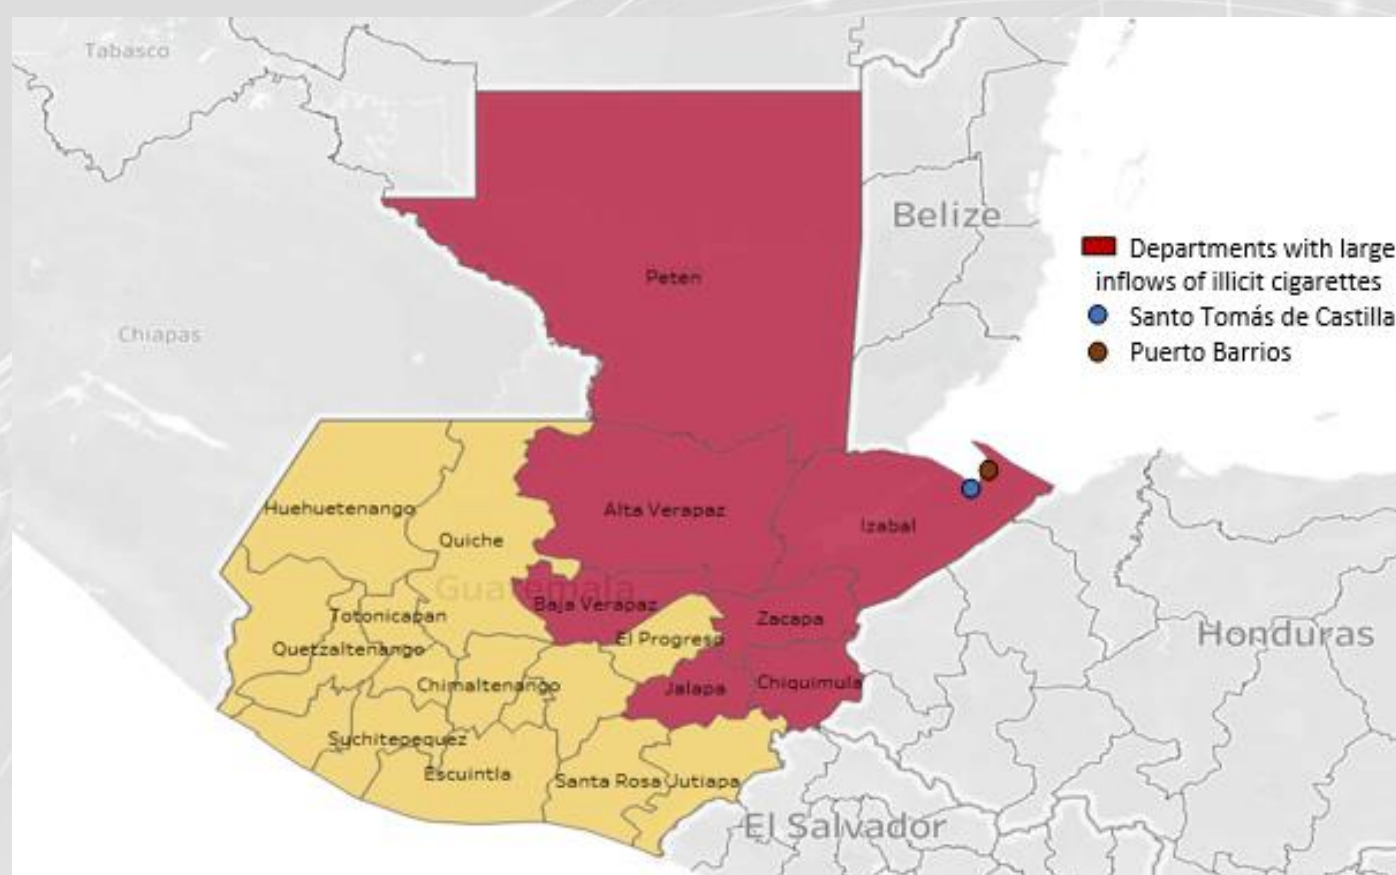 Tabasco
Belize
Peten
Departments with large
inflows of illicit cigarettes
Santo Tomás de Castilla
Puerto Barrios
Chiapas
Huehuetenango
Alta Verapaz
Izabal
Quiche
Guatemala
Baja Verapaz
Totonicapan
Zacapa
El Progreso
Honduras
Quetzaltenango
Chimaltenango
Jalapa
Chiquimula
Suchitepequez
Escuintla
Santa Rosa
Jutiapa
El Salvador